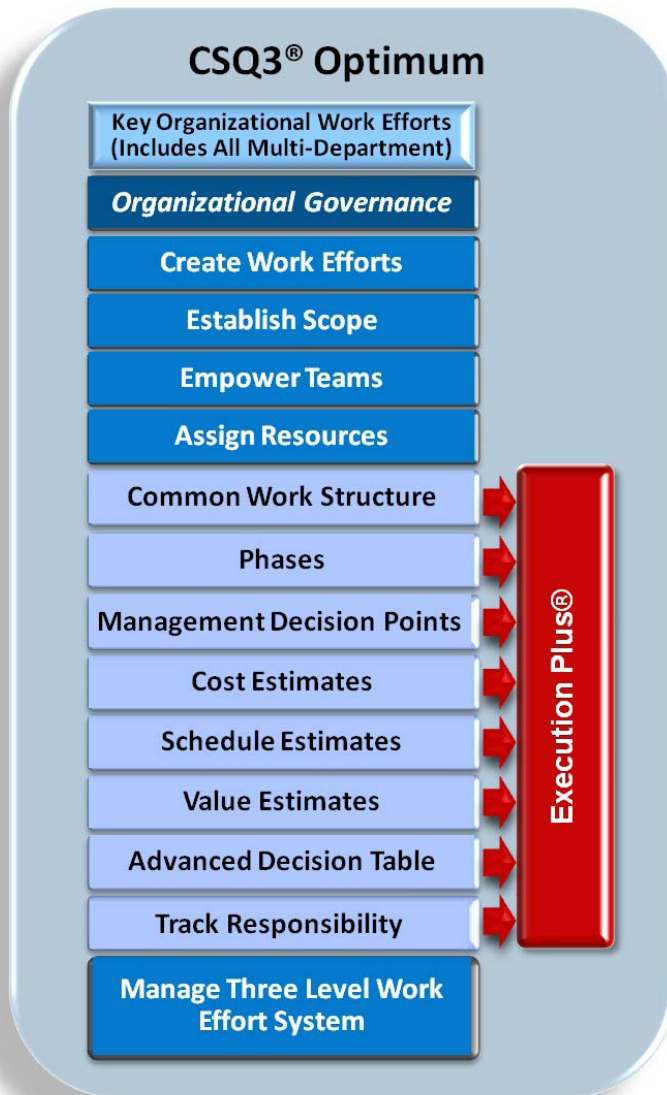 CSQ3® Optimum
Key Organizational Work Efforts
(Includes All Multi-Department)
Organizational Governance
Create Work Efforts
Establish Scope
Empower Teams
Assign Resources
Common Work Structure
Phases
Management Decision Points
Cost Estimates
Schedule Estimates
Value Estimates
Advanced Decision Table
Track Responsibility
Execution Plus®
Manage Three Level Work
Effort System